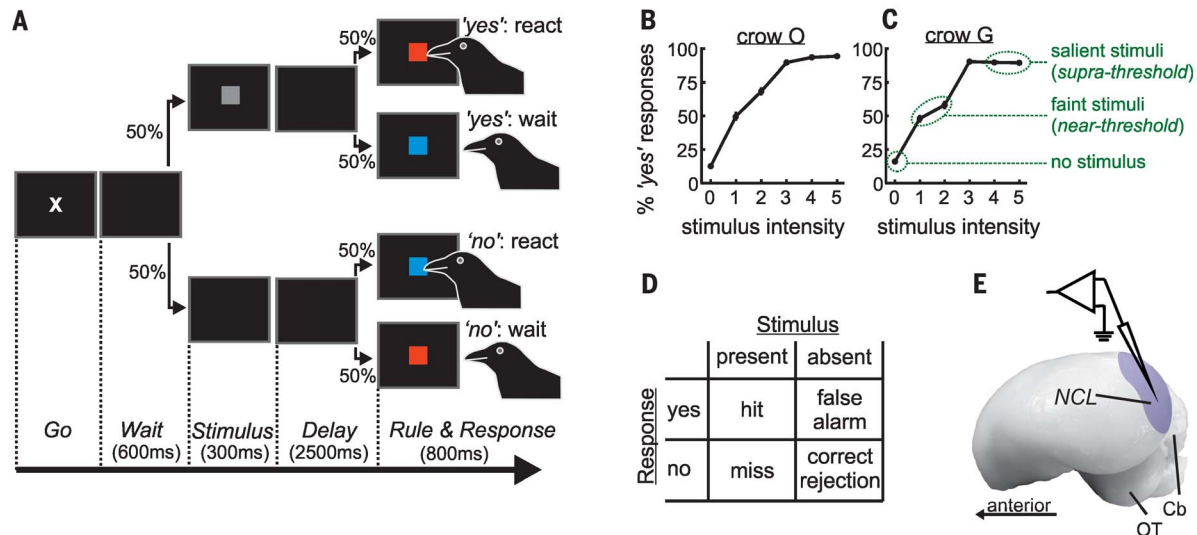 A
X
50%
50%
50%
'yes': react
50%
'yes': wait
50%
'no': react
50%
'no': wait
Go
Wait
(600ms)
Stimulus
(300ms)
Delay
(2500ms)
Rule & Response
(800ms)
B
crow O
% 'yes' responses
100
75
50
25
0
0 1 2 3 4 5
stimulus intensity
C
crow G
100
75
50
25
0
0 1 2 3 4 5
stimulus intensity
salient stimuli
(supra-threshold)
faint stimuli
(near-threshold)
no stimulus
D
Stimulus
present absent
Response
yes hit false alarm
no miss correct rejection
E
NCL
anterior
OT
Cb